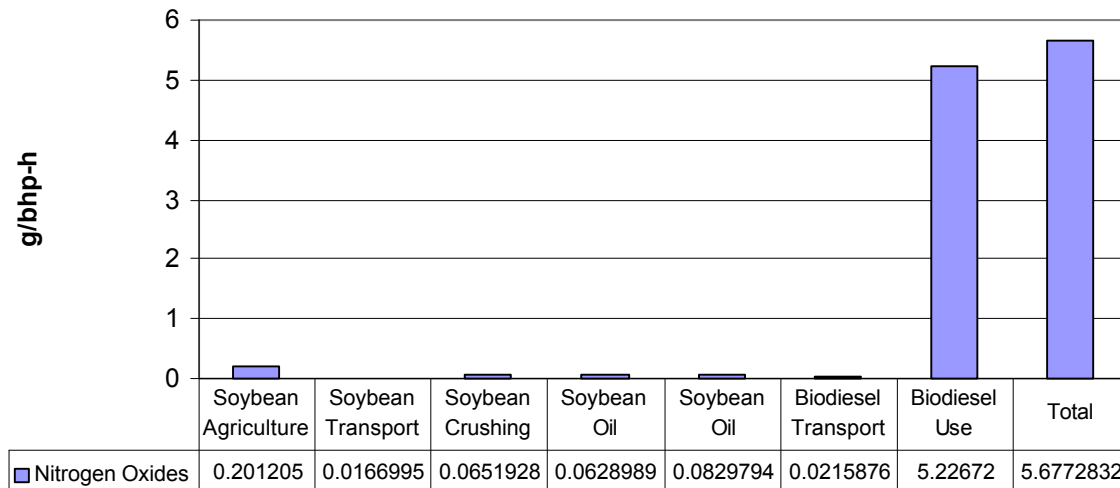 6
5
4
3
2
1
0
g/bhp-h
Soybean Agriculture Soybean Transport Soybean Crushing Soybean Oil Soybean Oil Biodiesel Transport Biodiesel Use Total
Nitrogen Oxides 0.201205 0.0166995 0.0651928 0.0628989 0.0829794 0.0215876 5.22672 5.6772832